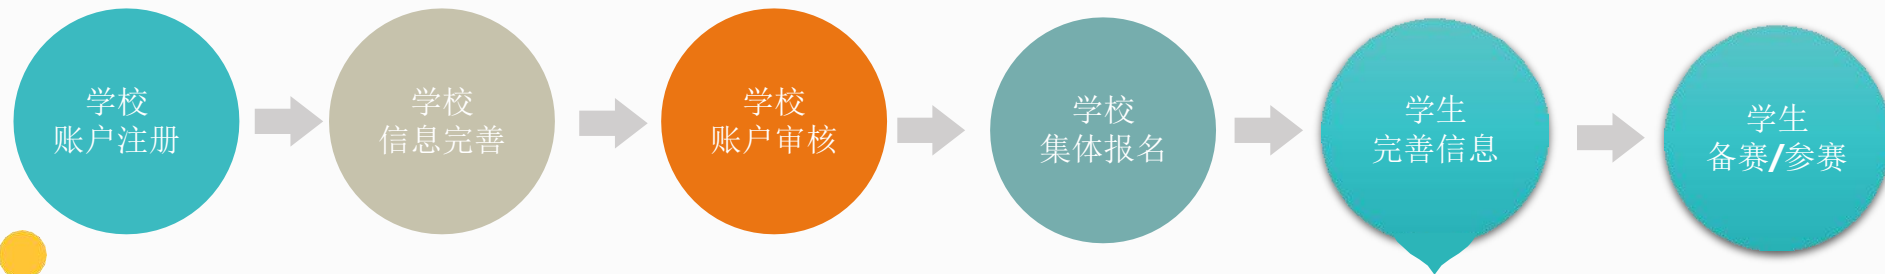 学校
账户注册
学校
信息完善
学校
账户审核
学校
集体报名
学生
完善信息
学生
备赛/参赛